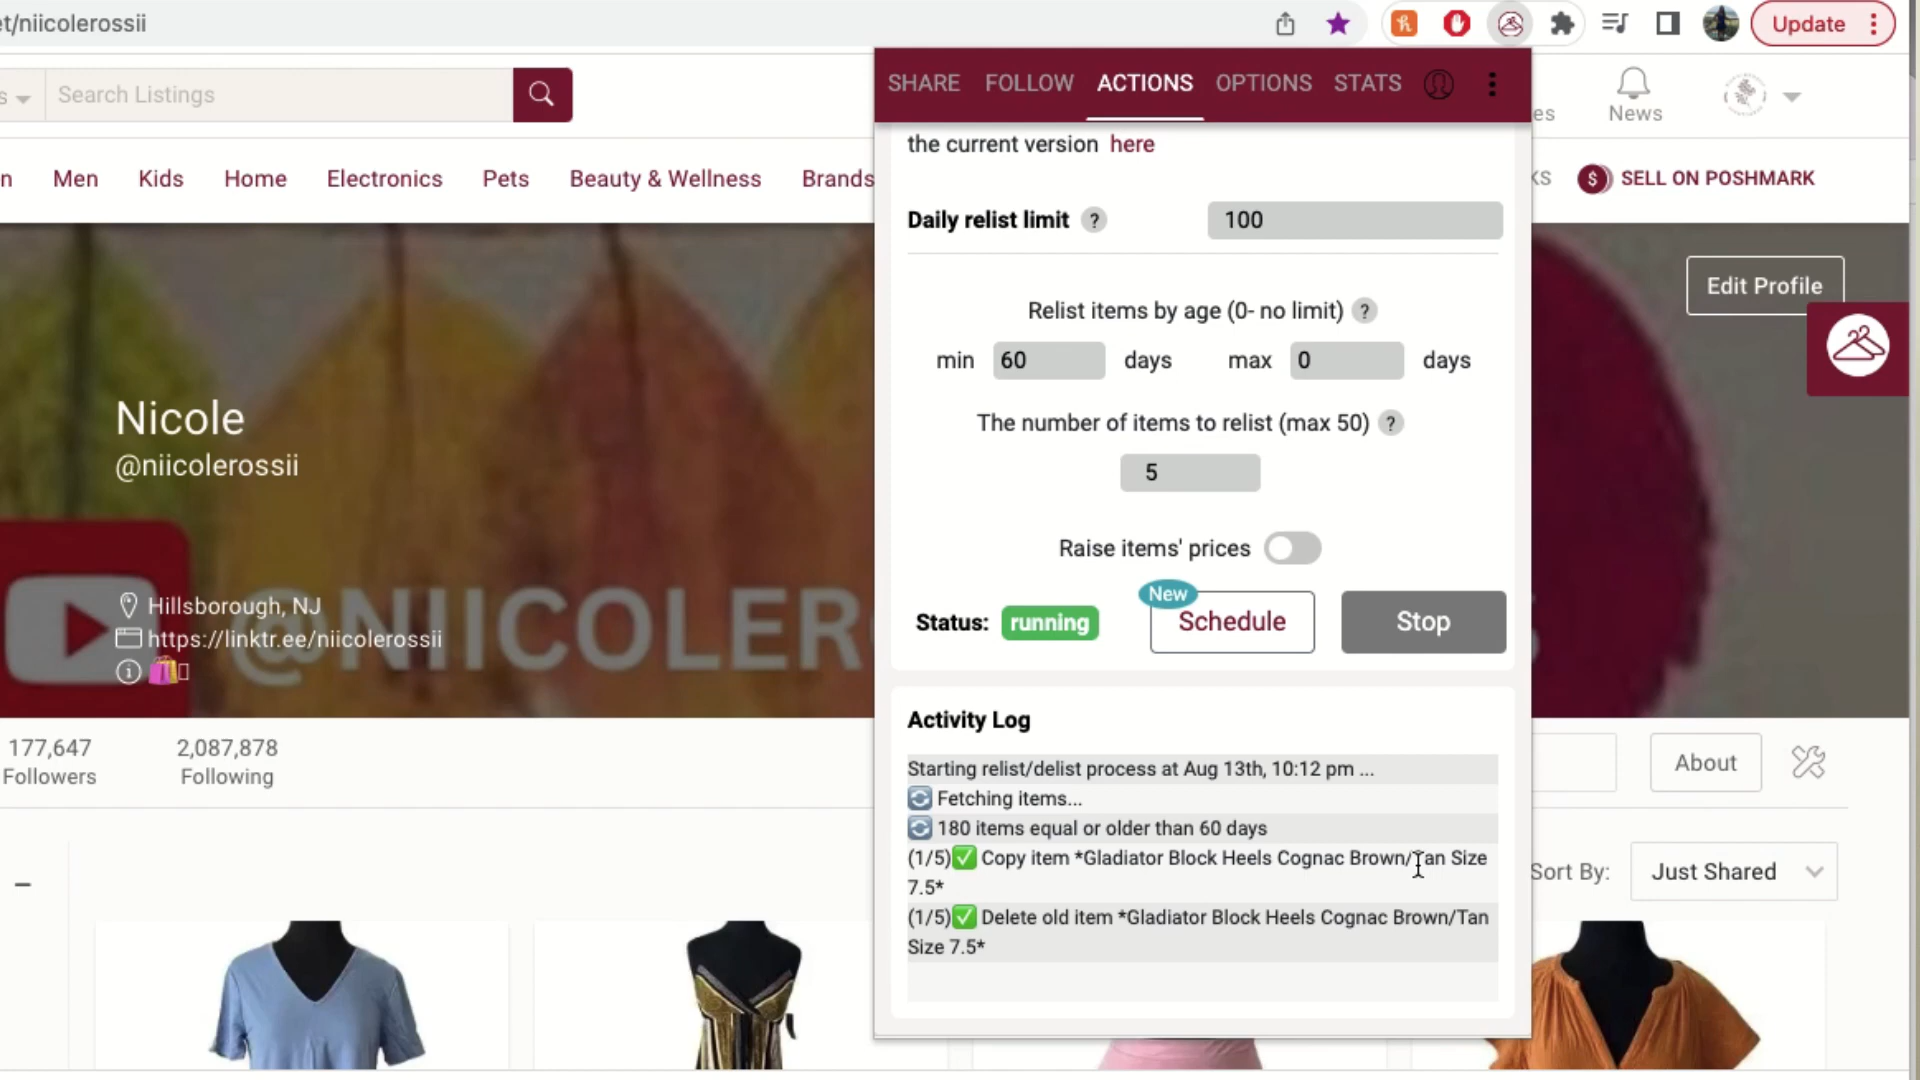 et/niicolerossii
Update
s
Search Listings
SHARE FOLLOW ACTIONS OPTIONS STATS
es
News
the current version here
n Men Kids Home Electronics Pets Beauty & Wellness Brands
KS
$ SELL ON POSHMARK
Daily relist limit ? 100
Edit Profile
Relist items by age (0- no limit) ?
min 60 days max 0 days
Nicole
@niicolerossii
The number of items to relist (max 50) ?
5
Raise items' prices
New
Status: running Schedule Stop
Hillsborough, NJ
https://linktr.ee/niicolerossii
@NIICOLER
Activity Log
177,647
Followers
2,087,878
Following
About
Starting relist/delist process at Aug 13th, 10:12 pm ...
Fetching items...
180 items equal or older than 60 days
(1/5)✅ Copy item *Gladiator Block Heels Cognac Brown/Tan Size
7.5*
(1/5)✅ Delete old item *Gladiator Block Heels Cognac Brown/Tan
Size 7.5*
Sort By: Just Shared